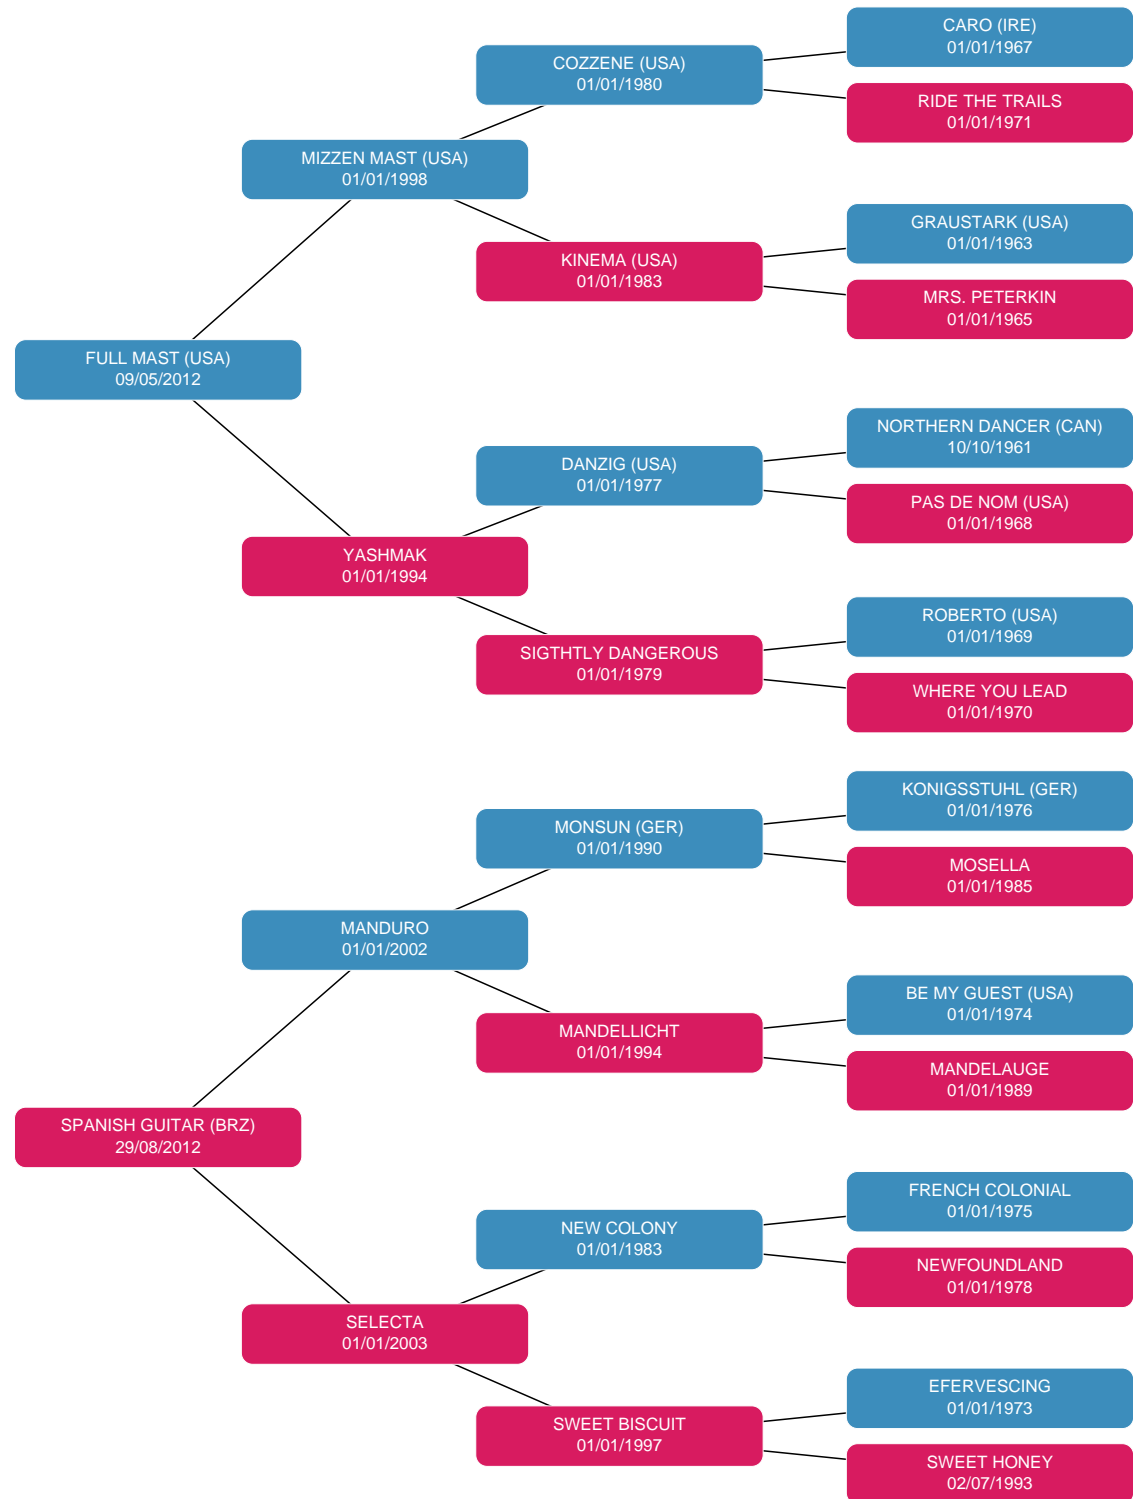 CARO (IRE)
01/01/1967
COZZENE (USA)
01/01/1980
RIDE THE TRAILS
01/01/1971
MIZZEN MAST (USA)
01/01/1998
GRAUSTARK (USA)
01/01/1963
KINEMA (USA)
01/01/1983
MRS. PETERKIN
01/01/1965
FULL MAST (USA)
09/05/2012
NORTHERN DANCER (CAN)
10/10/1961
DANZIG (USA)
01/01/1977
PAS DE NOM (USA)
01/01/1968
YASHMAK
01/01/1994
ROBERTO (USA)
01/01/1969
SIGTHTLY DANGEROUS
01/01/1979
WHERE YOU LEAD
01/01/1970
KONIGSSTUHL (GER)
01/01/1976
MONSUN (GER)
01/01/1990
MOSELLA
01/01/1985
MANDURO
01/01/2002
BE MY GUEST (USA)
01/01/1974
MANDELLICHT
01/01/1994
MANDELAUGE
01/01/1989
SPANISH GUITAR (BRZ)
29/08/2012
FRENCH COLONIAL
01/01/1975
NEW COLONY
01/01/1983
NEWFOUNDLAND
01/01/1978
SELECTA
01/01/2003
EFERVESCING
01/01/1973
SWEET BISCUIT
01/01/1997
SWEET HONEY
02/07/1993